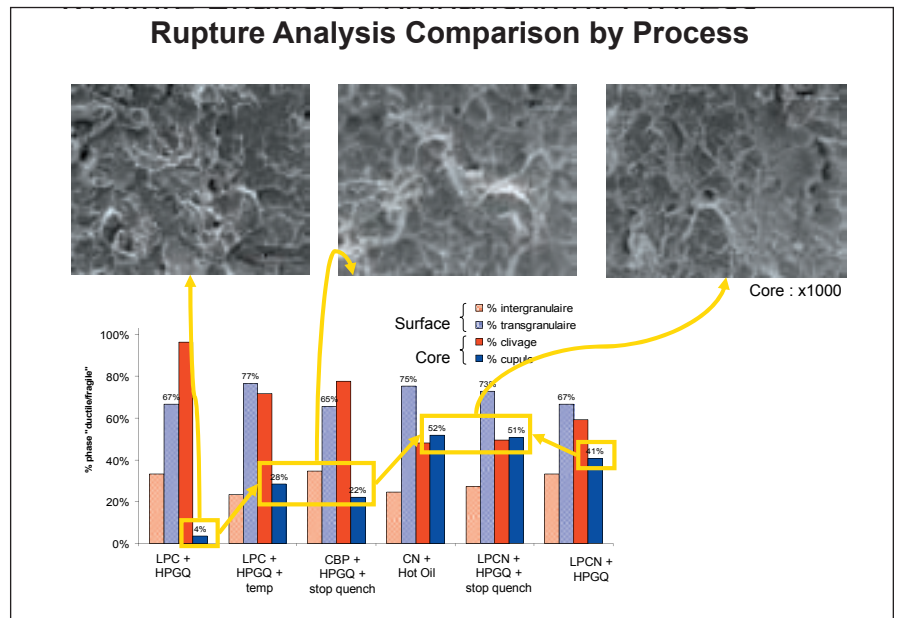 Rupture Analysis Comparison by Process
Core : x1000
Surface
% intergranulaire
% transgranulaire
Core
% clivage
% cupule
% phase "ductile/fragile"
100%
80%
60%
40%
20%
0%
67%
4%
77%
28%
65%
22%
75%
52%
73%
51%
67%
41%
LPC +
HPGQ
LPC +
HPGQ +
temp
CBP +
HPGQ +
stop quench
CN +
Hot Oil
LPCN +
HPGQ +
stop quench
LPCN +
HPGQ